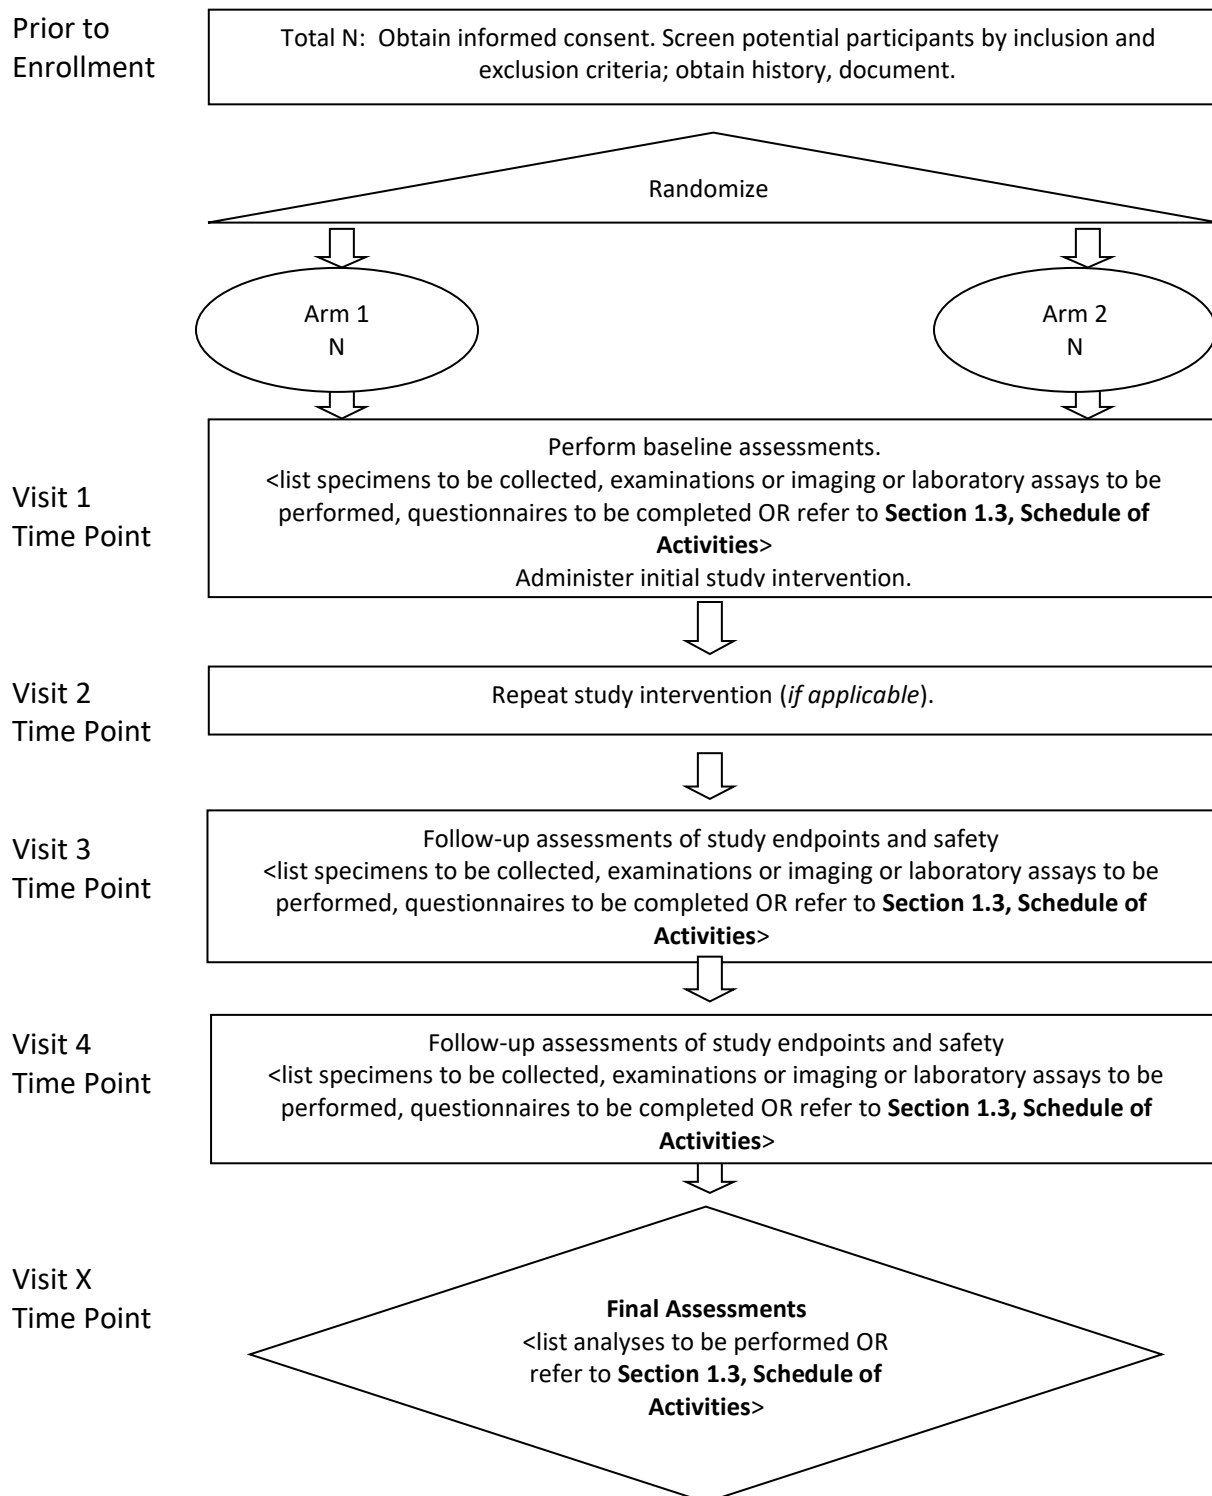 Prior to
Enrollment
Total N:  Obtain informed consent. Screen potential participants by inclusion and
exclusion criteria; obtain history, document.
Randomize
Arm 1
N
Arm 2
N
Visit 1
Time Point
Perform baseline assessments.
<list specimens to be collected, examinations or imaging or laboratory assays to be
performed, questionnaires to be completed OR refer to Section 1.3, Schedule of
Activities>
Administer initial study intervention.
Visit 2
Time Point
Repeat study intervention (if applicable).
Visit 3
Time Point
Follow-up assessments of study endpoints and safety
<list specimens to be collected, examinations or imaging or laboratory assays to be
performed, questionnaires to be completed OR refer to Section 1.3, Schedule of
Activities>
Visit 4
Time Point
Follow-up assessments of study endpoints and safety
<list specimens to be collected, examinations or imaging or laboratory assays to be
performed, questionnaires to be completed OR refer to Section 1.3, Schedule of
Activities>
Visit X
Time Point
Final Assessments
<list analyses to be performed OR
refer to Section 1.3, Schedule of
Activities>